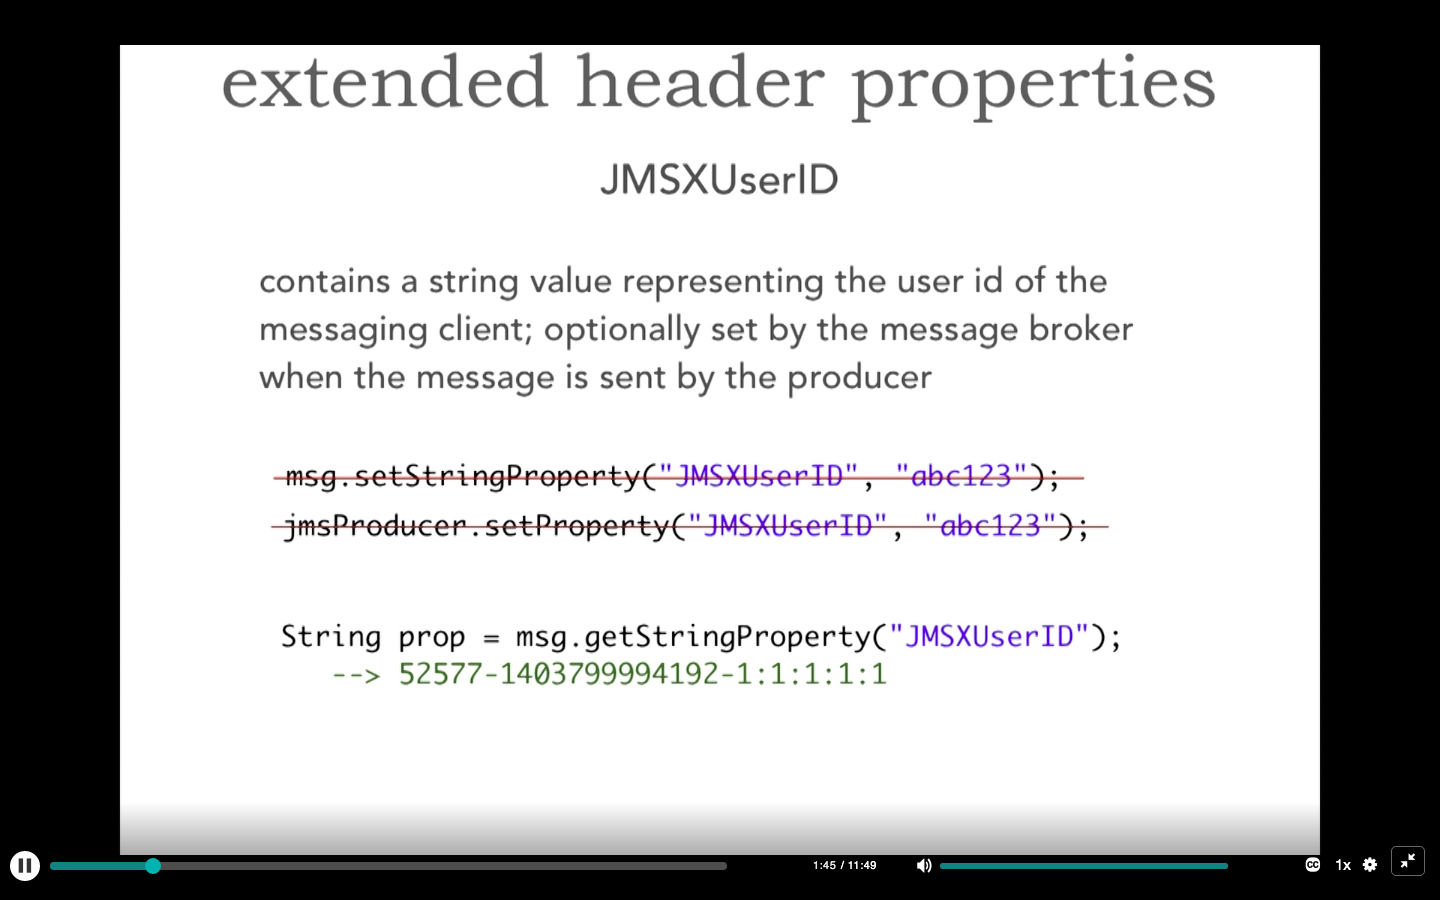 extended header properties
JMSXUserID
contains a string value representing the user id of the
messaging client; optionally set by the message broker
when the message is sent by the producer
msg.setStringProperty("JMSXUserID", "abc123");
jmsProducer.setProperty("JMSXUserID", "abc123");
String prop = msg.getStringProperty("JMSXUserID");
--> 52577-1403799994192-1:1:1:1:1
1:45 / 11:49
CC
1x